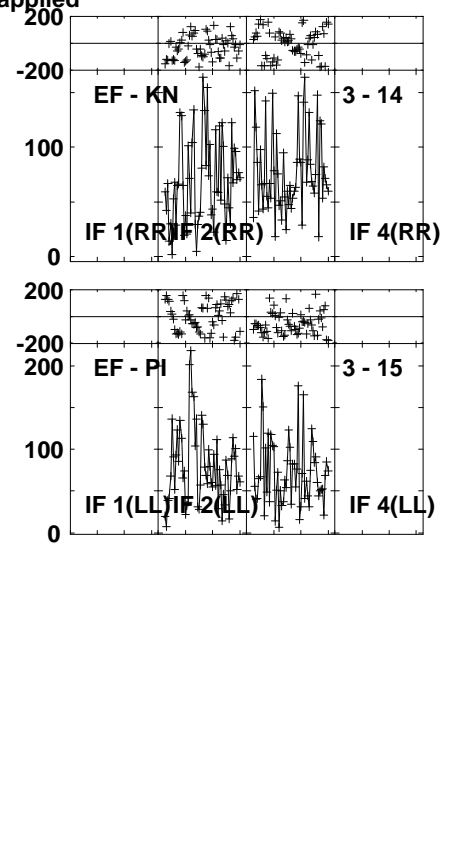 applied
200
-200
EF - KN 3 - 14
100
IF 1(RR) IF 2(RR) IF 4(RR)
0
200
-200
EF - PI 3 - 15
200
100
IF 1(LL) IF 2(LL) IF 4(LL)
0